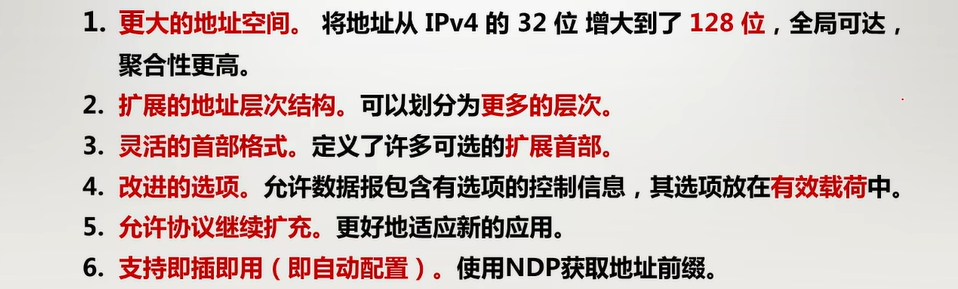 1. 更大的地址空间。 将地址从 IPv4 的 32 位 增大到了 128 位，全局可达，
聚合性更高。
2. 扩展的地址层次结构。可以划分为更多的层次。
3. 灵活的首部格式。定义了许多可选的扩展首部。
4. 改进的选项。允许数据报包含有选项的控制信息，其选项放在有效载荷中。
5. 允许协议继续扩充。更好地适应新的应用。
6. 支持即插即用（即自动配置）。使用NDP获取地址前缀。